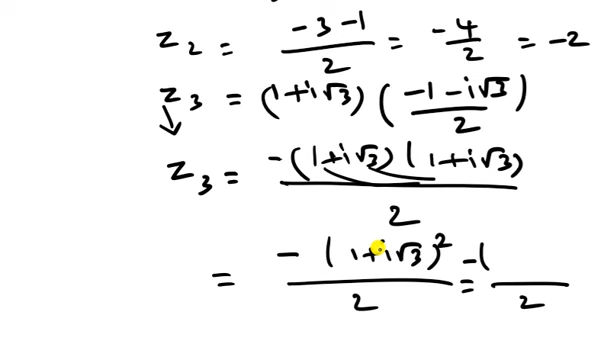 z₂ = (-3-1)/2 = -4/2 = -2
z₃ = (1+i√3) ((-1-i√3)/2)
z₃ = -(1+i√3)(1+i√3)/2
= -(1+i√3)²/2 = -(/2